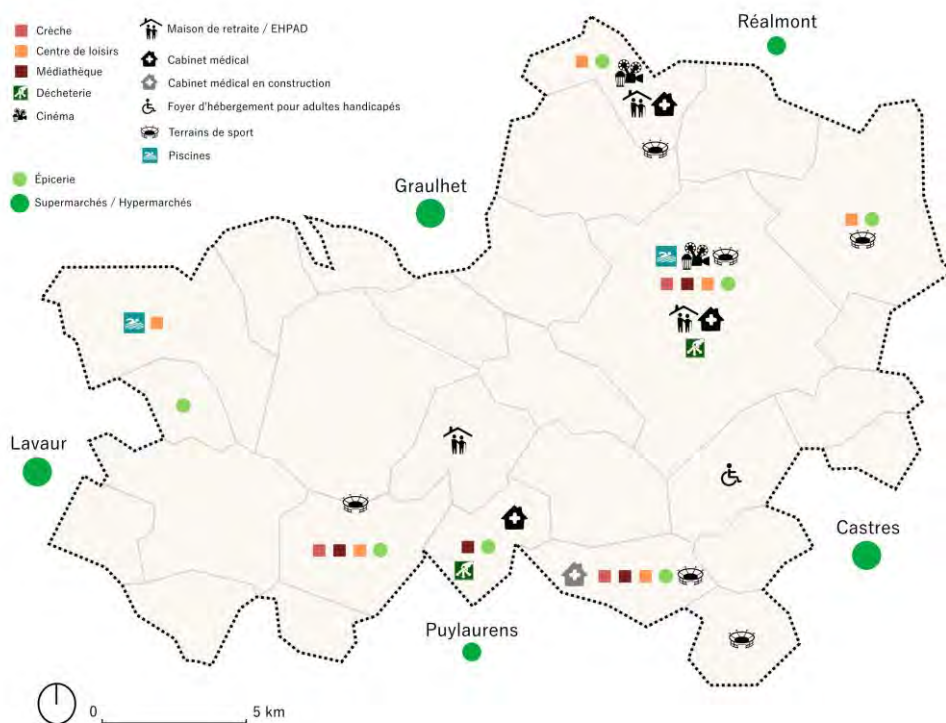 Crèche
Centre de loisirs
Médiathèque
Décheterie
Cinéma
Épicerie
Supermarchés / Hypermarchés
Maison de retraite / EHPAD
Cabinet médical
Cabinet médical en construction
Foyer d'hébergement pour adultes handicapés
Terrains de sport
Piscines
Réalmont
Graulhet
Lavaur
Castres
Puylaurens
0 5 km